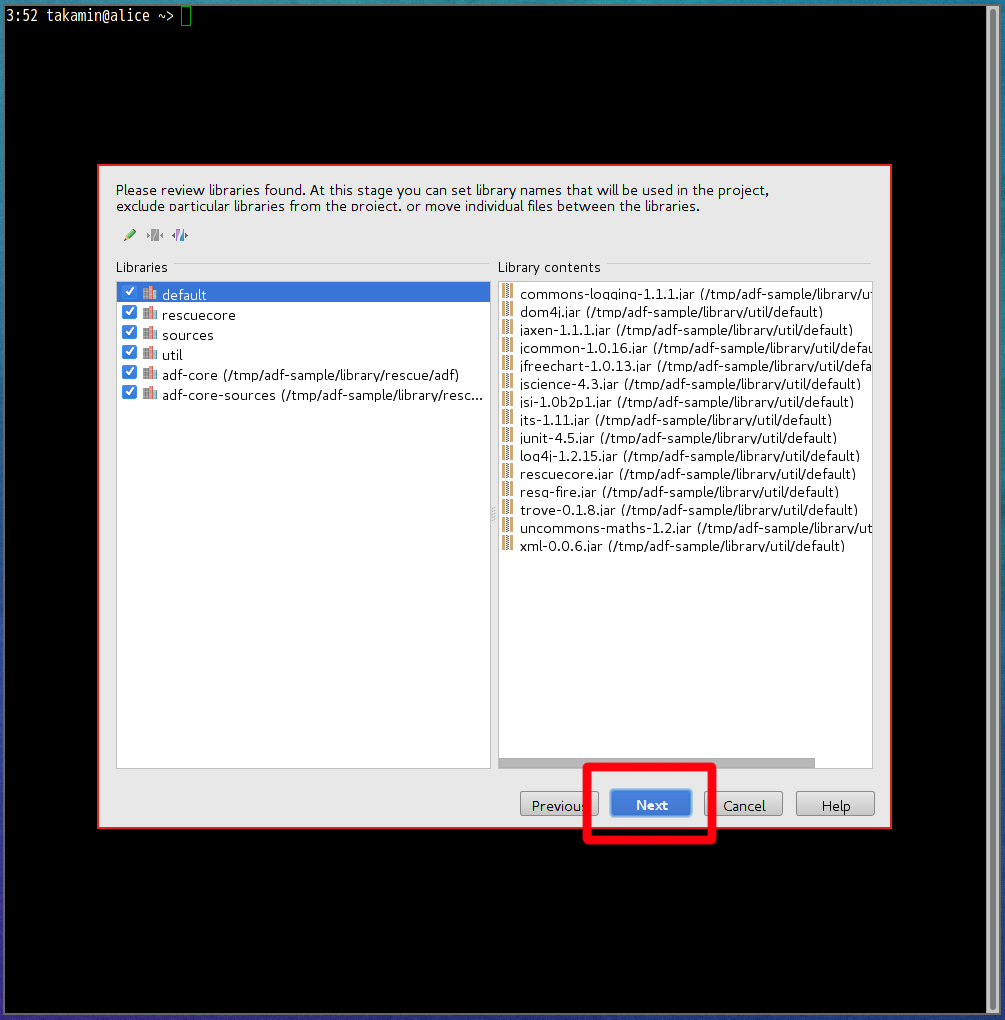 3:52 takamin@alice ~>
Please review libraries found. At this stage you can set library names that will be used in the project,
exclude particular libraries from the project, or move individual files between the libraries.
Libraries
default
rescuecore
sources
util
adf-core (/tmp/adf-sample/library/rescue/adf)
adf-core-sources (/tmp/adf-sample/library/resc...
Library contents
commons-logging-1.1.1.jar (/tmp/adf-sample/library/ut
dom4j.jar (/tmp/adf-sample/library/util/default)
jaxen-1.1.1.jar (/tmp/adf-sample/library/util/default)
jcommon-1.0.16.jar (/tmp/adf-sample/library/util/defau
jfreechart-1.0.13.jar (/tmp/adf-sample/library/util/defa
jscience-4.3.jar (/tmp/adf-sample/library/util/default)
jsi-1.0b2p1.jar (/tmp/adf-sample/library/util/default)
jts-1.11.jar (/tmp/adf-sample/library/util/default)
junit-4.5.jar (/tmp/adf-sample/library/util/default)
log4j-1.2.15.jar (/tmp/adf-sample/library/util/default)
rescuecore.jar (/tmp/adf-sample/library/util/default)
resq-fire.jar (/tmp/adf-sample/library/util/default)
trove-0.1.8.jar (/tmp/adf-sample/library/util/default)
uncommons-maths-1.2.jar (/tmp/adf-sample/library/ut
xml-0.0.6.jar (/tmp/adf-sample/library/util/default)
Previous Next Cancel Help